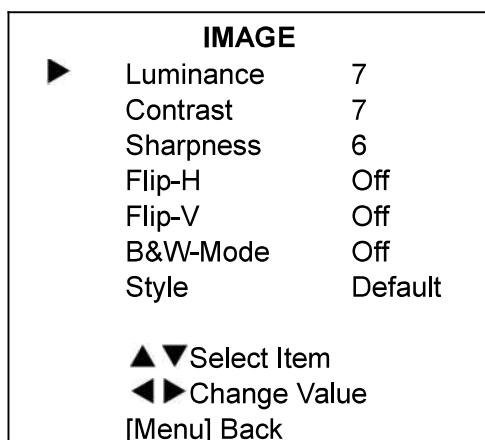 IMAGE
▶ Luminance 7
Contrast 7
Sharpness 6
Flip-H Off
Flip-V Off
B&W-Mode Off
Style Default
▲▼Select Item
◀▶Change Value
[Menu] Back